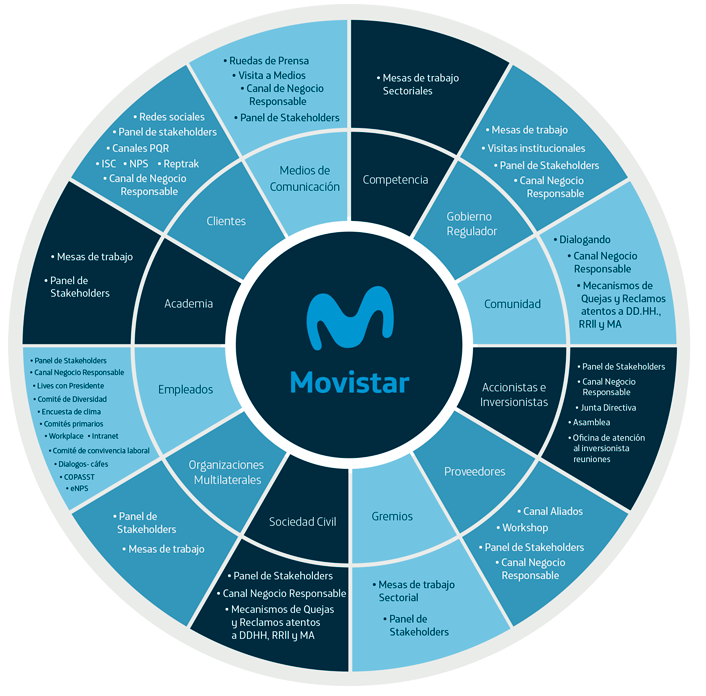 • Ruedas de Prensa
• Visita a Medios
• Canal de Negocio
Responsable
• Panel de Stakeholders
Medios de
Comunicación
• Mesas de trabajo
Sectoriales
Competencia
• Mesas de trabajo
• Visitas institucionales
• Panel de Stakeholders
• Canal Negocio
Responsable
Gobierno
Regulador
• Dialogando
• Canal Negocio
Responsable
• Mecanismos de
Quejas y Reclamos
atentos a DD.HH.,
RRII y MA
Comunidad
• Panel de Stakeholders
• Canal Negocio
Responsable
• Junta Directiva
• Asamblea
• Oficina de atención
al inversionista
reuniones
Accionistas e
Inversionistas
• Canal Aliados
• Workshop
• Panel de Stakeholders
• Canal Negocio
Responsable
Proveedores
• Mesas de trabajo
Sectorial
• Panel de
Stakeholders
Gremios
• Panel de Stakeholders
• Canal Negocio Responsable
• Mecanismos de Quejas
y Reclamos atentos
a DDHH, RRII y MA
Sociedad Civil
• Panel de
Stakeholders
• Mesas de trabajo
Organizaciones
Multilaterales
• Panel de Stakeholders
• Canal Negocio Responsable
• Lives con Presidente
• Comité de Diversidad
• Encuesta de clima
• Comités primarios
• Workplace • Intranet
• Comité de convivencia laboral
• Dialogos- cáfes
• COPASST
• eNPS
Empleados
• Mesas de trabajo
• Panel de
Stakeholders
Academia
• Redes sociales
• Panel de stakeholders
• Canales PQR
• ISC • NPS • Reptrak
• Canal de Negocio
Responsable
Clientes
Movistar